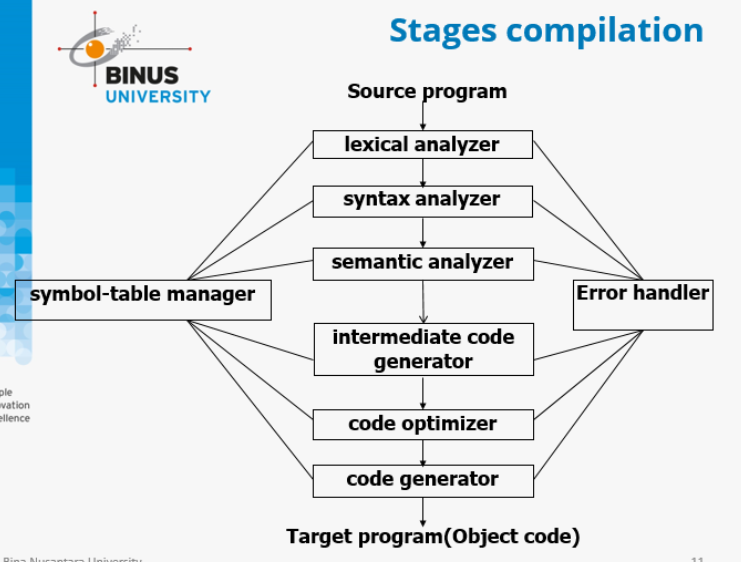 Stages compilation
BINUS
UNIVERSITY
Source program
lexical analyzer
syntax analyzer
semantic analyzer
symbol-table manager
Error handler
intermediate code
generator
code optimizer
code generator
Target program(Object code)
ple
vation
ellence
Bina Nusantara University
11